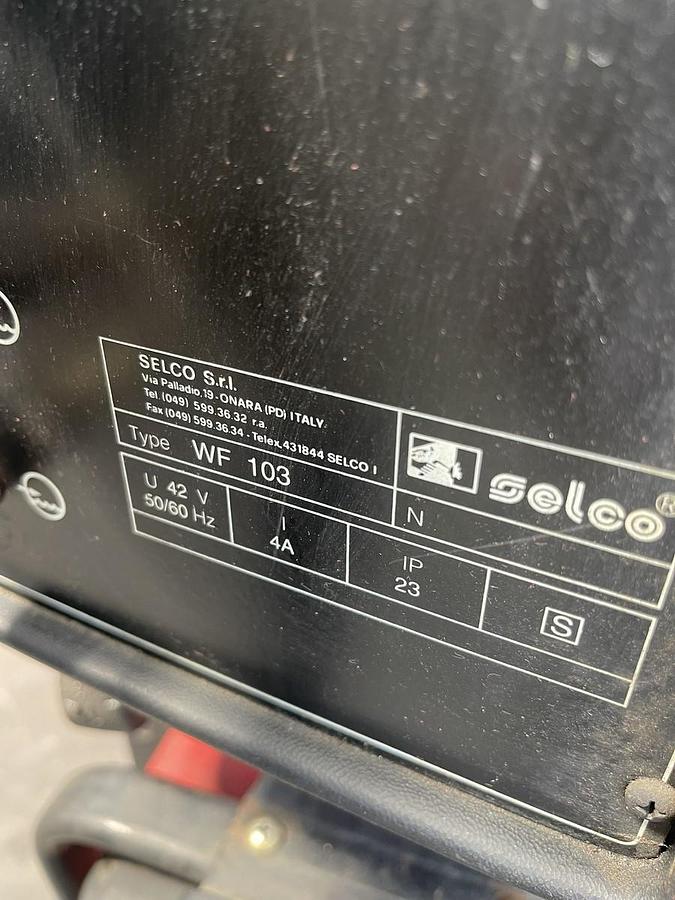 SELCO S.r.l.
Via Palladio,19 - ONARA (PD) ITALY
Tel. (049) 599.36.32 r.a.
Fax (049) 599.36.34 - Telex.431844 SELCO I
Type WF 103
selco®
N
U 42 V
50/60 Hz
I
4A
IP
23
S